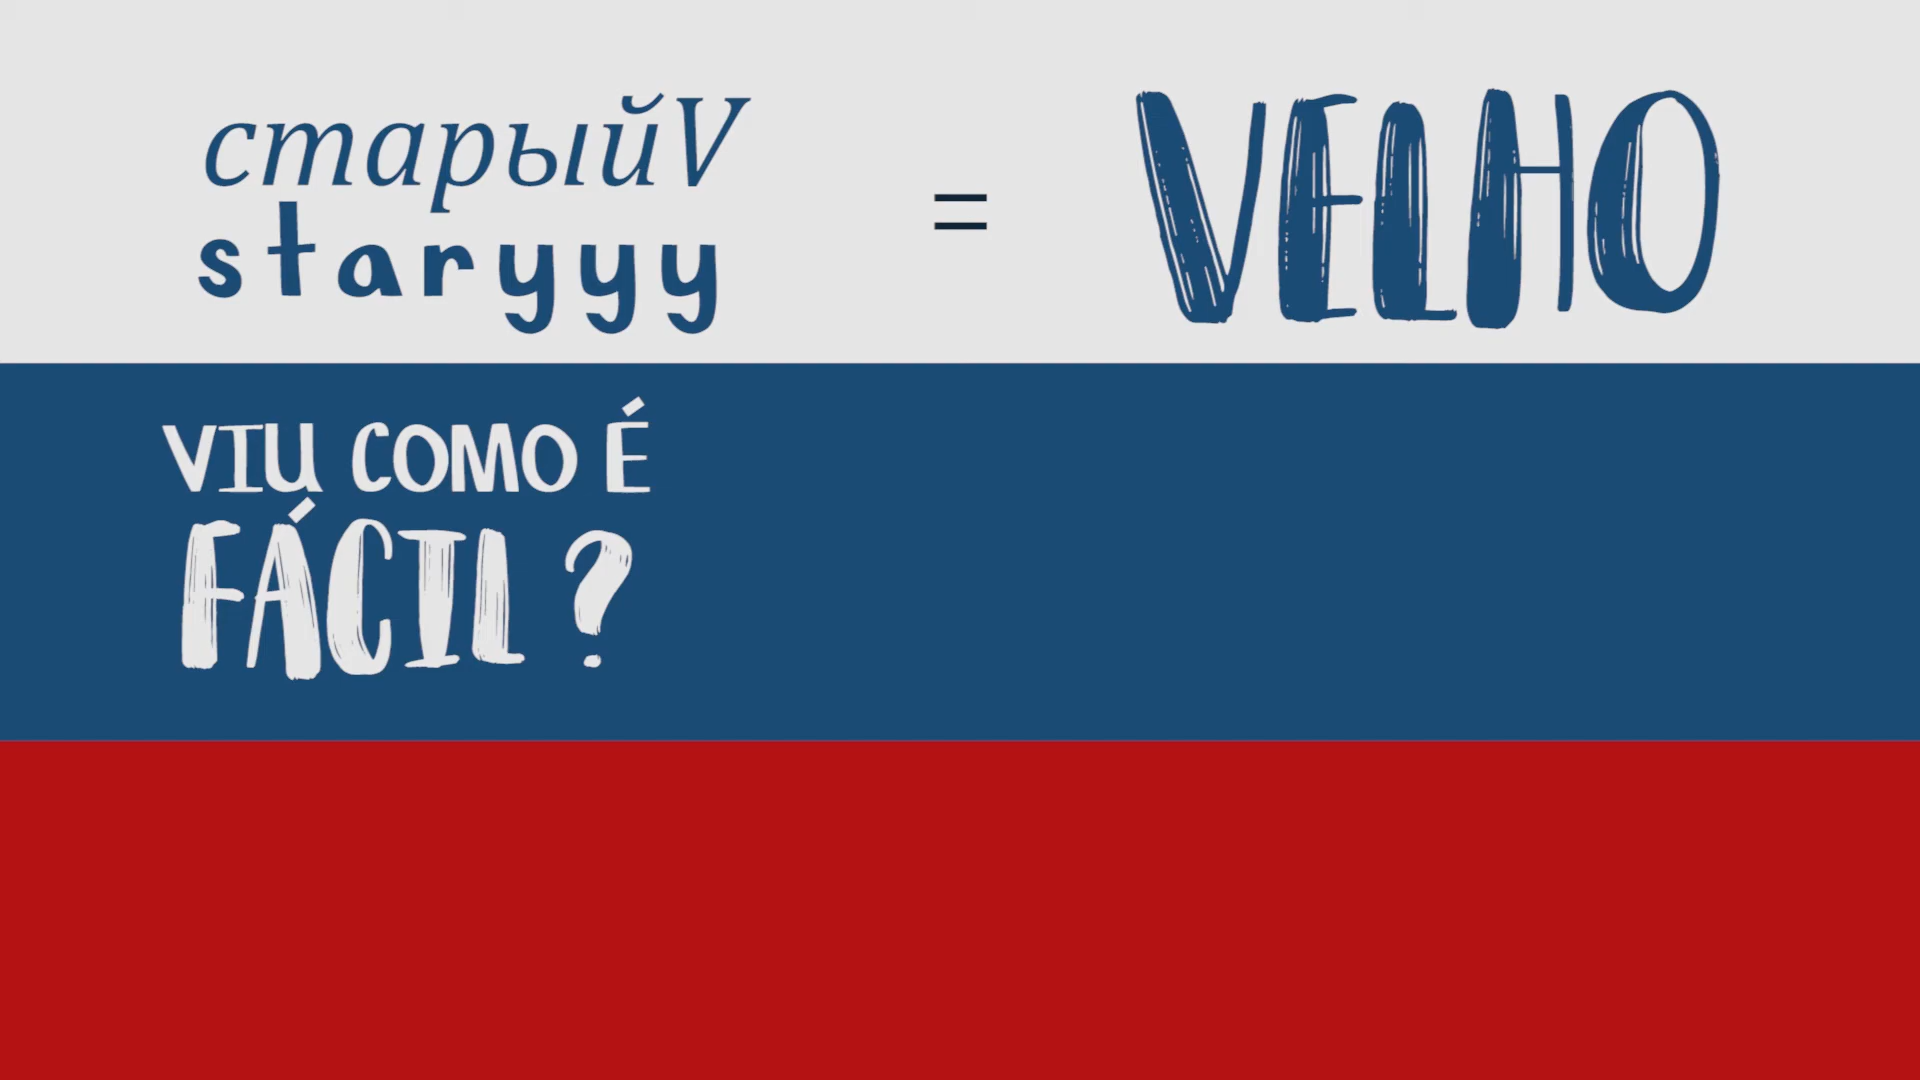 старыйV
staryyy
=
VELHO
VIU COMO É
FÁCIL?